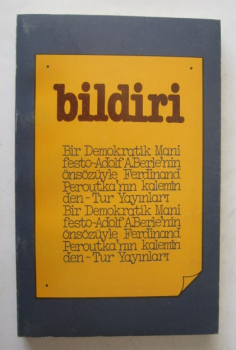 bildiri
Bir Demokratik Mani
festo-Adolf A.Berle'nin
önsözüyle, Ferdinand
Peroutka'nın kalemin
den-Tur Yayınları
Bir Demokratik Mani
festo-Adolf A.Berle'nin
önsözüyle, Ferdinand
Peroutka'nın kalemin
den-Tur Yayınları